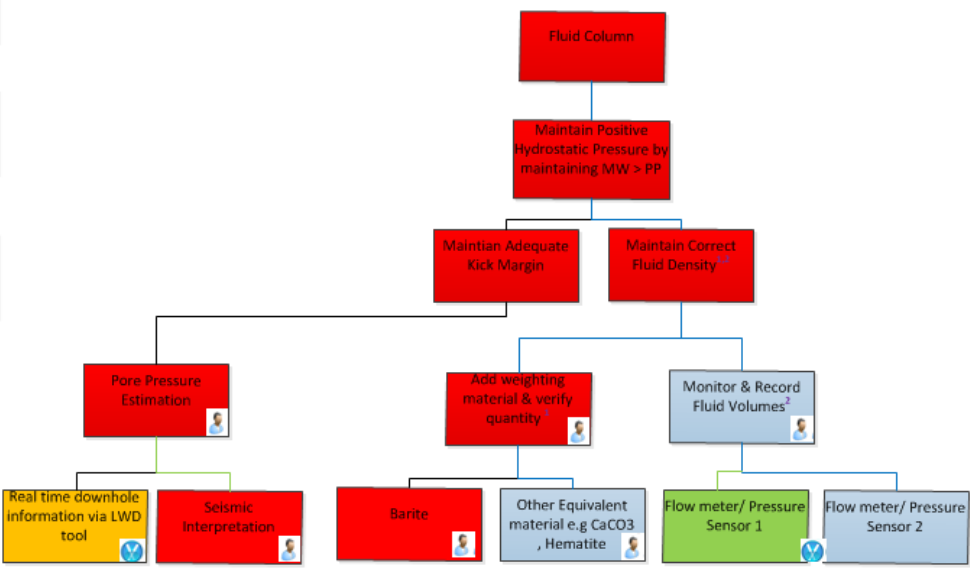 Fluid Column
Maintain Positive
Hydrostatic Pressure by
maintaining MW > PP
Maintian Adequate
Kick Margin
Maintain Correct
Fluid Density
Pore Pressure
Estimation
Add weighting
material & verify
quantity
Monitor & Record
Fluid Volumes2
Real time downhole
information via LWD
tool
Seismic
Interpretation
Barite
Other Equivalent
material e.g CaCO3
, Hematite
Flow meter/ Pressure
Sensor 1
Flow meter/ Pressure
Sensor 2